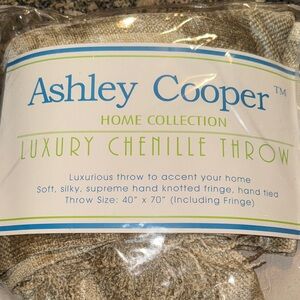 Ashley Cooper™
HOME COLLECTION
LUXURY CHENILLE THROW
Luxurious throw to accent your home
Soft, silky, supreme hand knotted fringe, hand tied
Throw Size: 40" x 70" (Including Fringe)